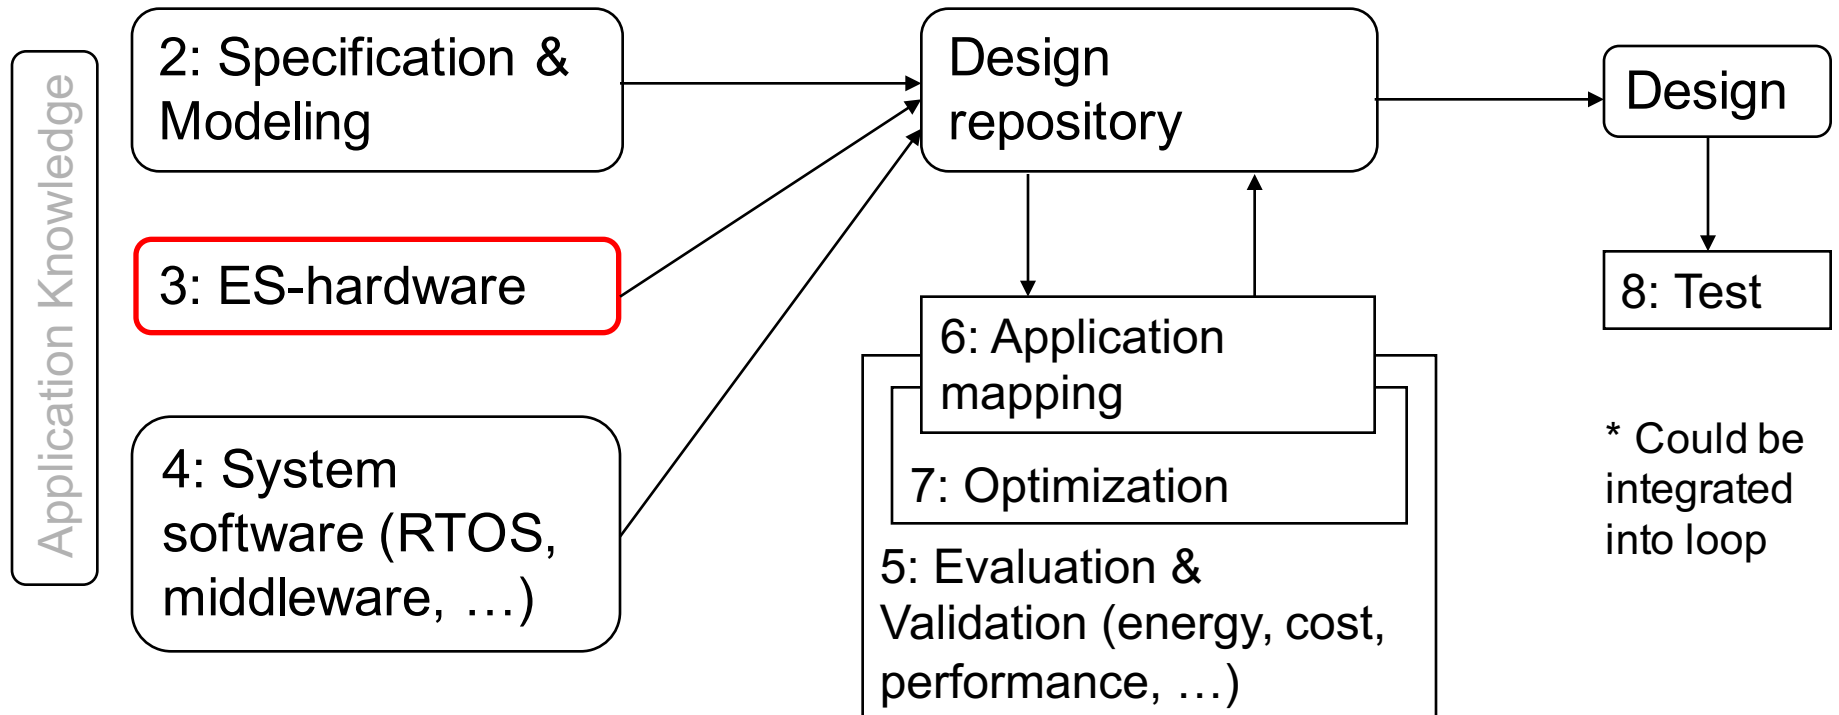 Application Knowledge
2: Specification &
Modeling
3: ES-hardware
4: System
software (RTOS,
middleware, …)
Design
repository
6: Application
mapping
7: Optimization
5: Evaluation &
Validation (energy, cost,
performance, …)
Design
8: Test
* Could be
integrated
into loop